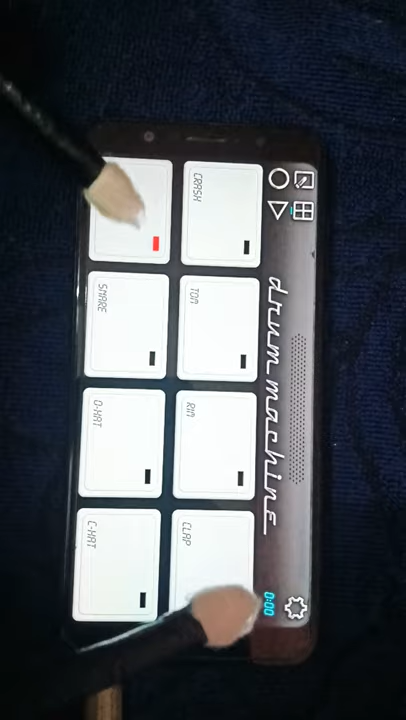 drum machine
0:00
CRASH
TOM
RIM
CLAP
SNARE
O-HAT
C-HAT